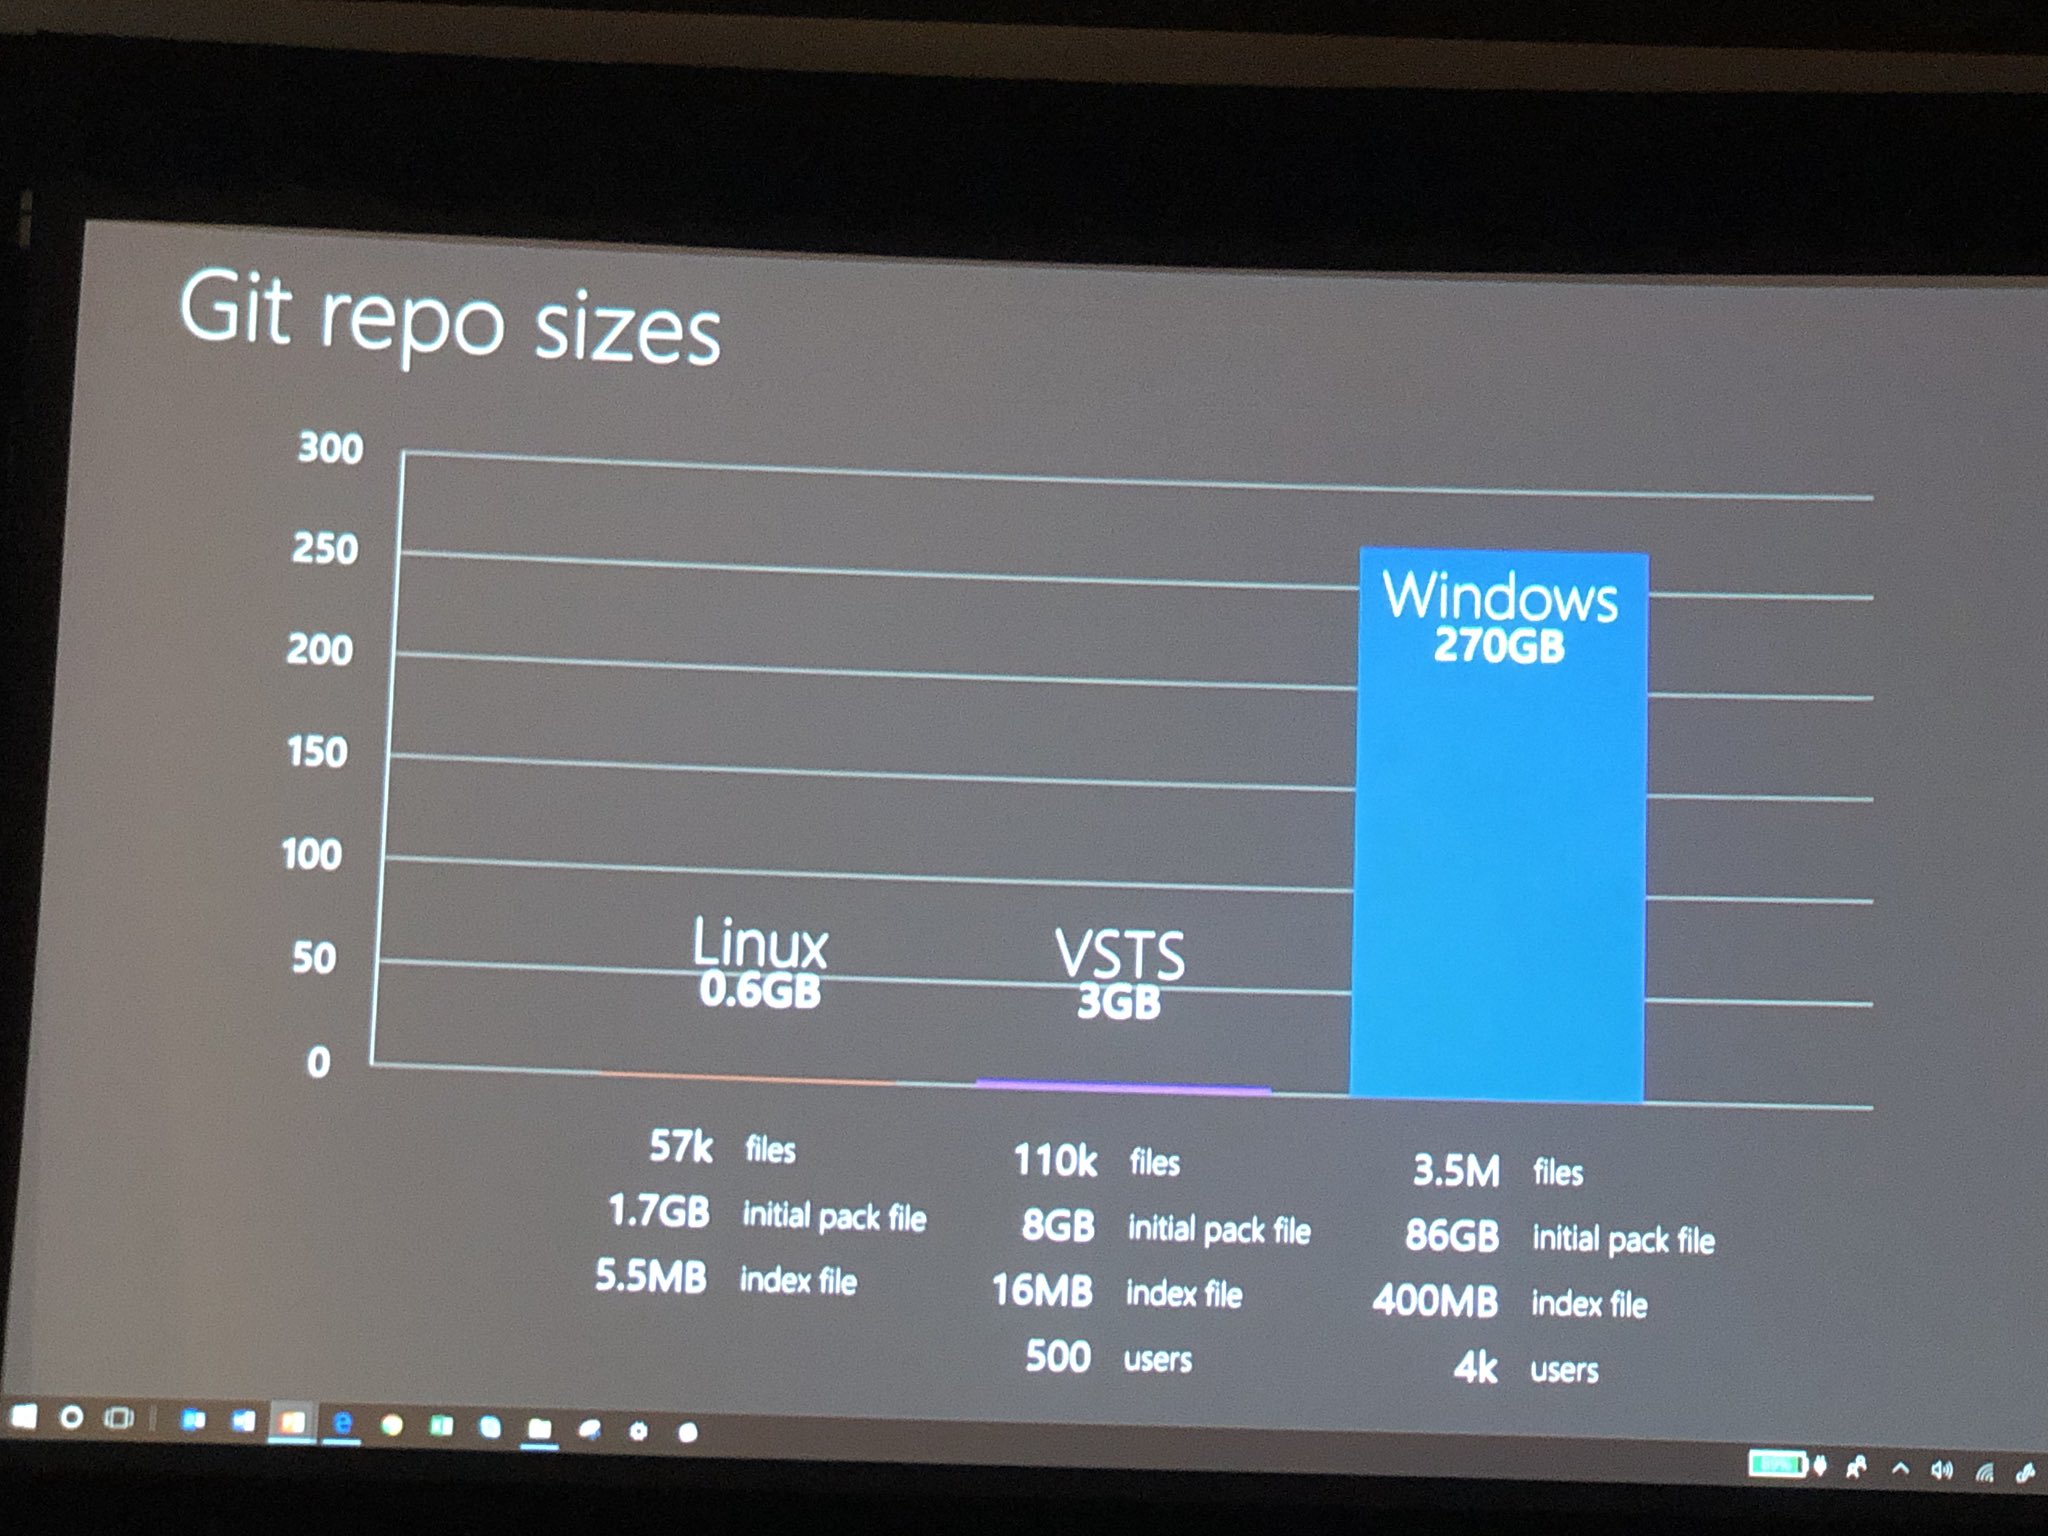 Git repo sizes
300
250
200
150
100
50
0
Windows
270GB
Linux
0.6GB
VSTS
3GB
57k files
1.7GB initial pack file
5.5MB index file
110k files
8GB initial pack file
16MB index file
500 users
3.5M files
86GB initial pack file
400MB index file
4k users